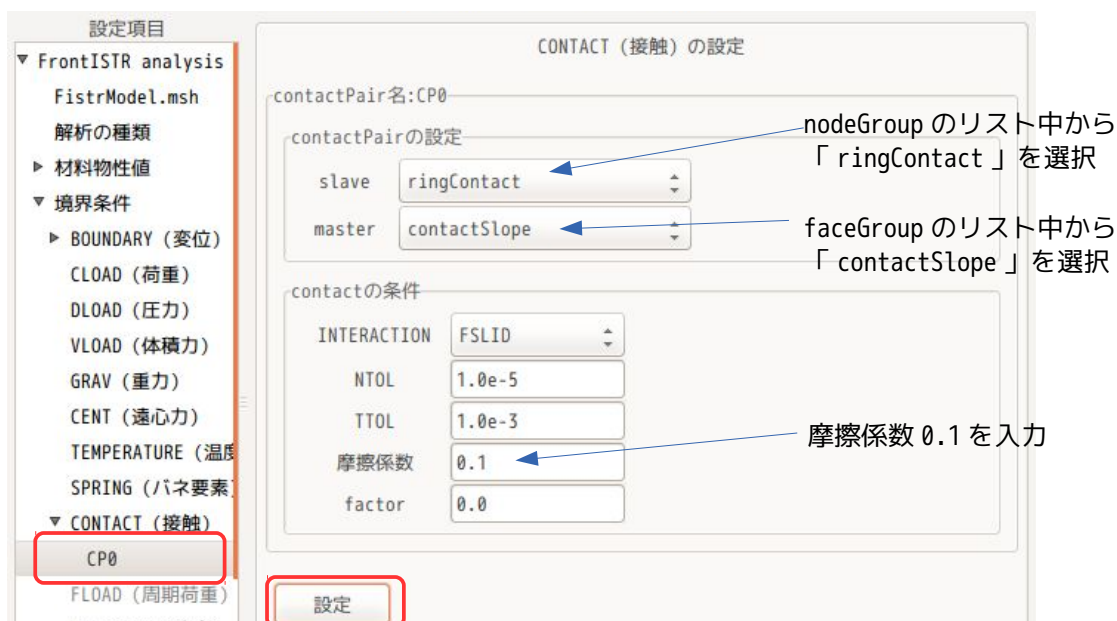 設定項目
▼ FrontISTR analysis
FistrModel.msh
解析の種類
▶ 材料物性値
▼ 境界条件
▶ BOUNDARY (変位)
CLOAD (荷重)
DLOAD (圧力)
VLOAD (体積力)
GRAV (重力)
CENT (遠心力)
TEMPERATURE (温度
SPRING (バネ要素)
▼ CONTACT (接触)
CP0
FLOAD (周期荷重)
CONTACT (接触) の設定
contactPair名:CP0
contactPairの設定
slave ringContact
master contactSlope
contactの条件
INTERACTION FSLID
NTOL 1.0e-5
TTOL 1.0e-3
摩擦係数 0.1
factor 0.0
設定
nodeGroup のリスト中から
「 ringContact 」を選択
faceGroup のリスト中から
「 contactSlope 」を選択
摩擦係数 0.1 を入力